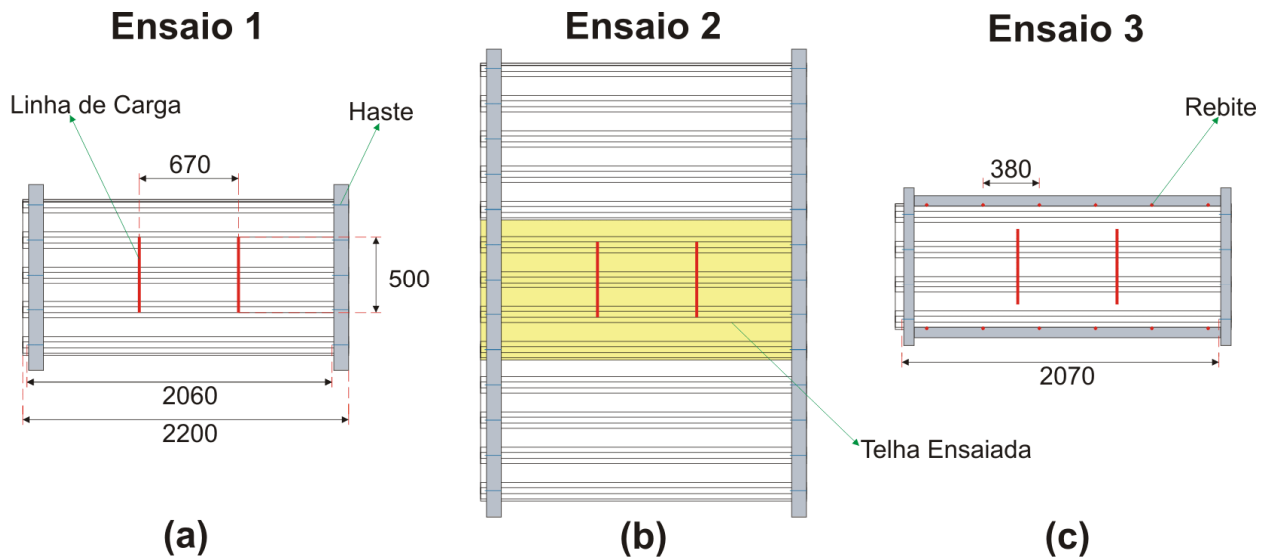 Ensaio 1
Ensaio 2
Ensaio 3
Linha de Carga
Haste
Rebite
670
380
500
2060
2200
2070
Telha Ensaiada
(a)
(b)
(c)